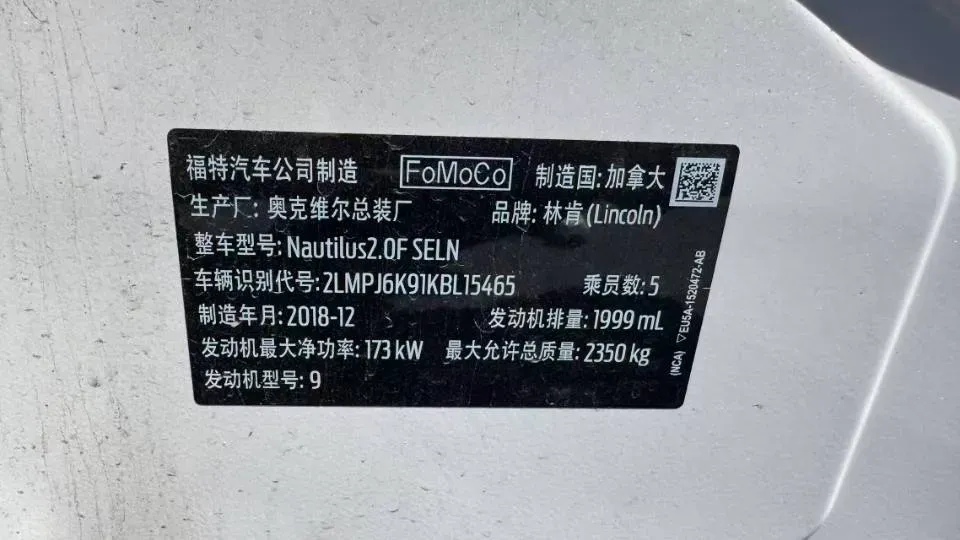 福特汽车公司制造 FoMoCo 制造国:加拿大
生产厂: 奥克维尔总装厂 品牌: 林肯 (Lincoln)
整车型号: Nautilus2.0F SELN
车辆识别代号: 2LMPJ6K91KBL15465 乘员数: 5
制造年月: 2018-12 发动机排量: 1999 mL
发动机最大净功率: 173 kW 最大允许总质量: 2350 kg
发动机型号: 9
(NCA) ▽EU5A-1520472-AB